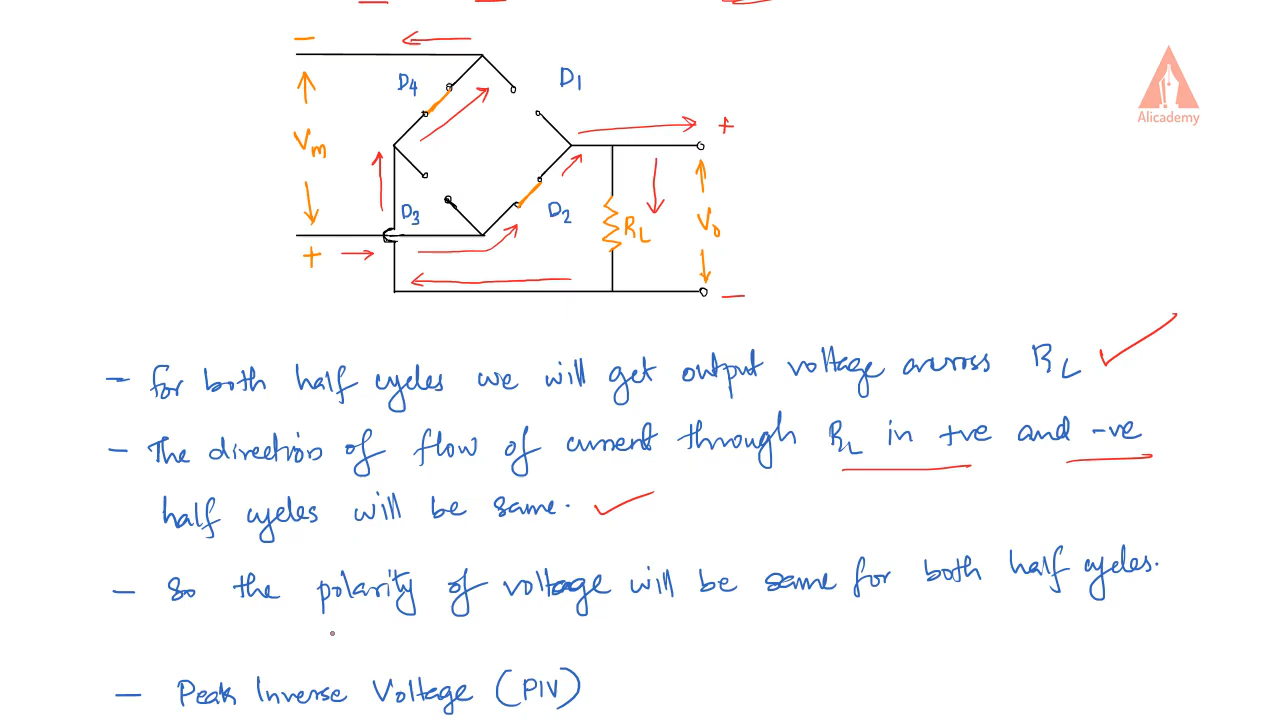 −
D4
D1
Alicademy
+
Vm
D3
D2
RL
Vo
+
−
− For both half cycles we will get output voltage across RL ✓
− The direction of flow of current through RL in +ve and -ve
half cycles will be same. ✓
− So the polarity of voltage will be same for both half cycles.
− Peak Inverse Voltage (PIV)